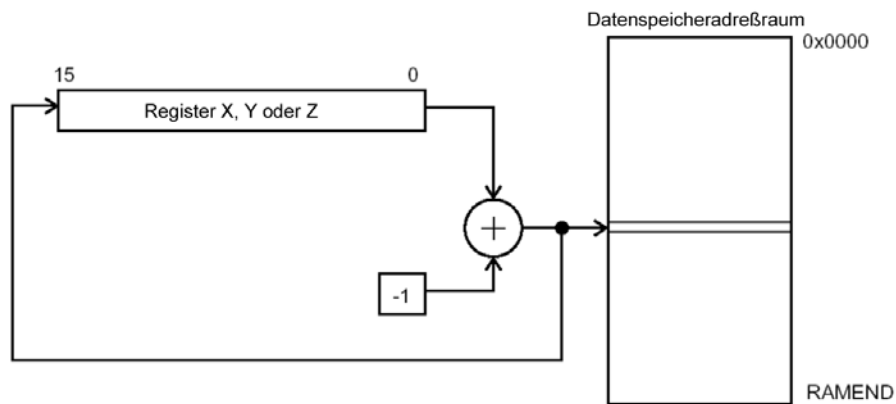 Datenspeicheradreßraum
0x0000
15 0
Register X, Y oder Z
+
-1
RAMEND